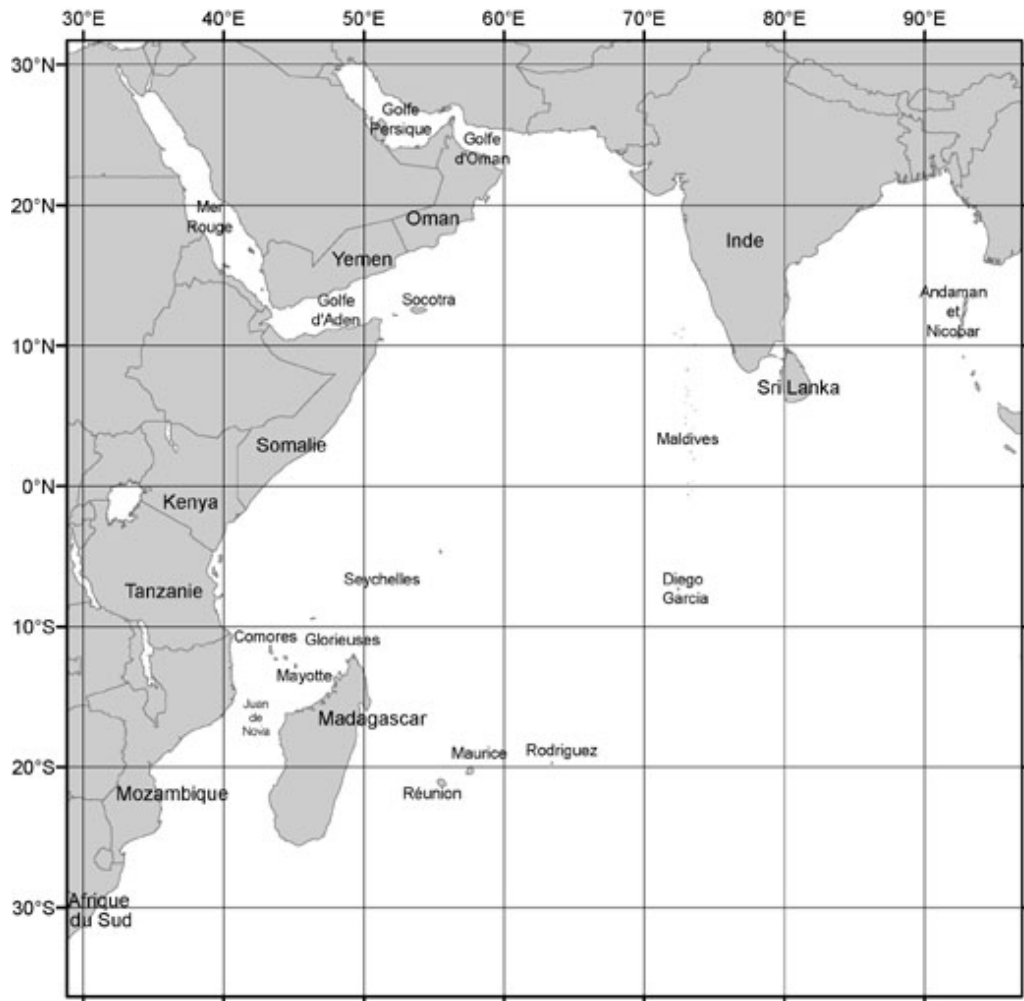 30°E 40°E 50°E 60°E 70°E 80°E 90°E
30°N
Golfe
Persique
Golfe
d'Oman
20°N
Mer
Rouge
Oman
Inde
Yemen
Golfe
d'Aden
Socotra
Andaman
et
Nicobar
10°N
Sri Lanka
Somalie
Maldives
0°N
Kenya
Tanzanie
Seychelles
Diego
Garcia
10°S
Comores
Glorieuses
Mayotte
Juan
de
Nova
Madagascar
Maurice
Rodriguez
20°S
Mozambique
Réunion
30°S
Afrique
du Sud